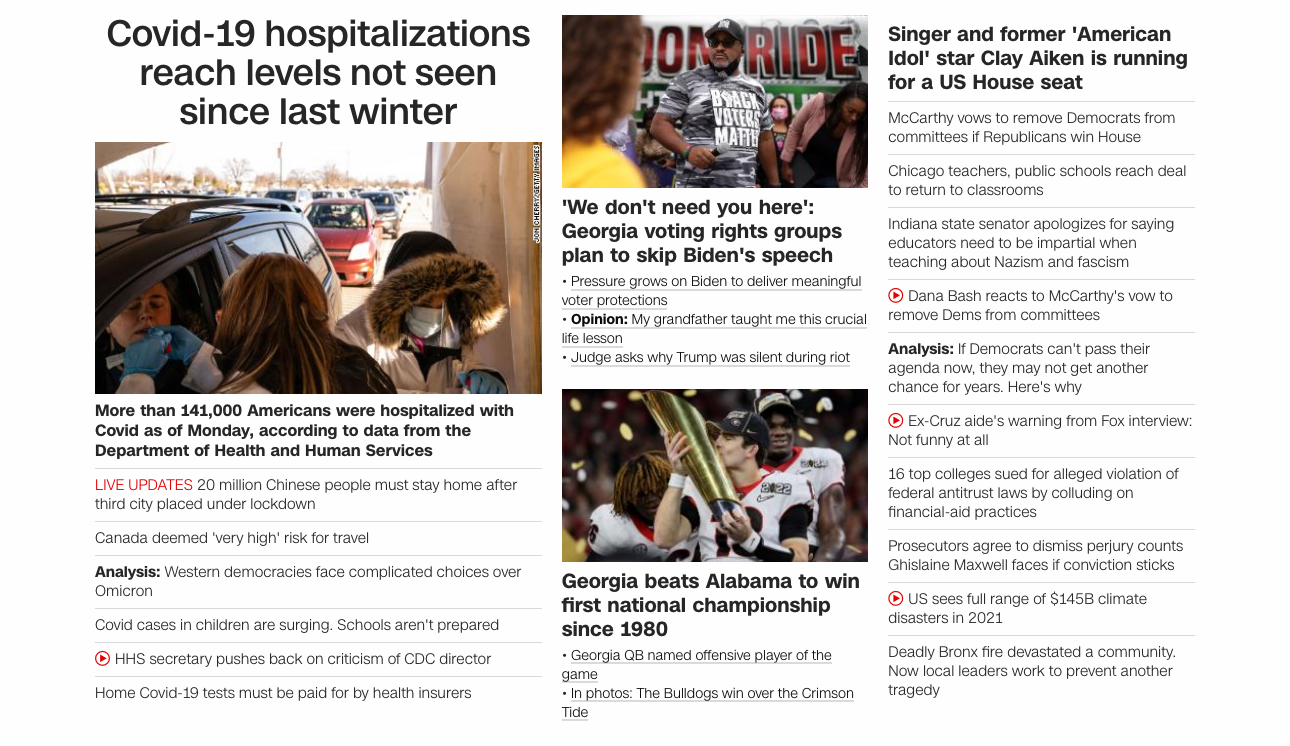 Covid-19 hospitalizations
reach levels not seen
since last winter
JON CHERRY/GETTY IMAGES
More than 141,000 Americans were hospitalized with
Covid as of Monday, according to data from the
Department of Health and Human Services
LIVE UPDATES 20 million Chinese people must stay home after
third city placed under lockdown
Canada deemed 'very high' risk for travel
Analysis: Western democracies face complicated choices over
Omicron
Covid cases in children are surging. Schools aren't prepared
HHS secretary pushes back on criticism of CDC director
Home Covid-19 tests must be paid for by health insurers
RIDE
BLACK
VOTERS
MATTER
'We don't need you here':
Georgia voting rights groups
plan to skip Biden's speech
• Pressure grows on Biden to deliver meaningful
voter protections
• Opinion: My grandfather taught me this crucial
life lesson
• Judge asks why Trump was silent during riot
2022
2022
Georgia beats Alabama to win
first national championship
since 1980
• Georgia QB named offensive player of the
game
• In photos: The Bulldogs win over the Crimson
Tide
Singer and former 'American
Idol' star Clay Aiken is running
for a US House seat
McCarthy vows to remove Democrats from
committees if Republicans win House
Chicago teachers, public schools reach deal
to return to classrooms
Indiana state senator apologizes for saying
educators need to be impartial when
teaching about Nazism and fascism
Dana Bash reacts to McCarthy's vow to
remove Dems from committees
Analysis: If Democrats can't pass their
agenda now, they may not get another
chance for years. Here's why
Ex-Cruz aide's warning from Fox interview:
Not funny at all
16 top colleges sued for alleged violation of
federal antitrust laws by colluding on
financial-aid practices
Prosecutors agree to dismiss perjury counts
Ghislaine Maxwell faces if conviction sticks
US sees full range of $145B climate
disasters in 2021
Deadly Bronx fire devastated a community.
Now local leaders work to prevent another
tragedy